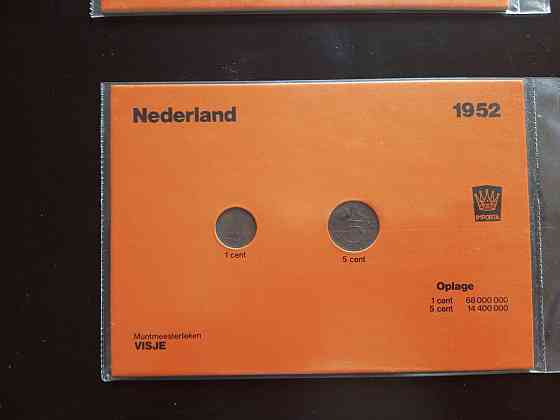 Nederland
1952
IMPORTA
1 cent
5 cent
Oplage
1 cent 68 000 000
5 cent 14 400 000
Muntmeesterteken
VISJE